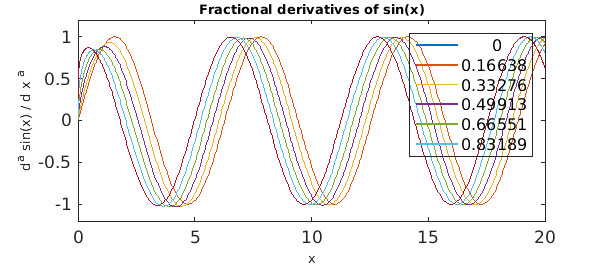 Fractional derivatives of sin(x)
d^a sin(x) / d x ^a
1
0.5
0
-0.5
-1
0
0.16638
0.33276
0.49913
0.66551
0.83189
0 5 10 15 20
x